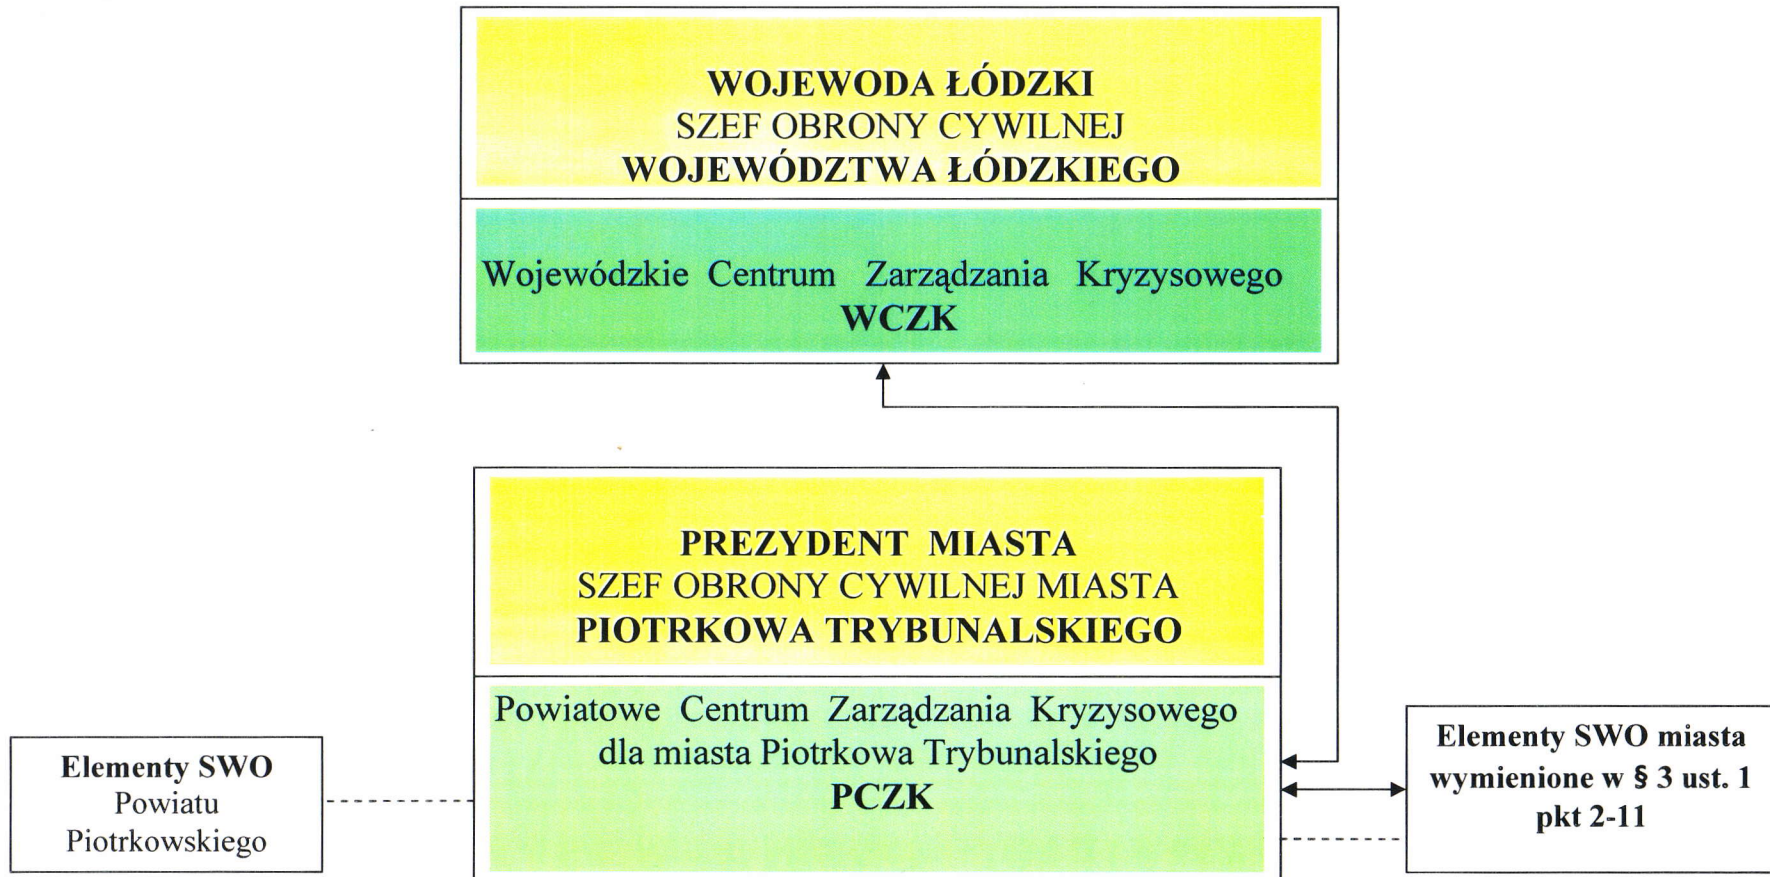 WOJEWODA ŁÓDZKI
SZEF OBRONY CYWILNEJ
WOJEWÓDZTWA ŁÓDZKIEGO
Wojewódzkie Centrum Zarządzania Kryzysowego
WCZK
PREZYDENT MIASTA
SZEF OBRONY CYWILNEJ MIASTA
PIOTRKOWA TRYBUNALSKIEGO
Powiatowe Centrum Zarządzania Kryzysowego
dla miasta Piotrkowa Trybunalskiego
PCZK
Elementy SWO
Powiatu
Piotrkowskiego
Elementy SWO miasta
wymienione w § 3 ust. 1
pkt 2-11